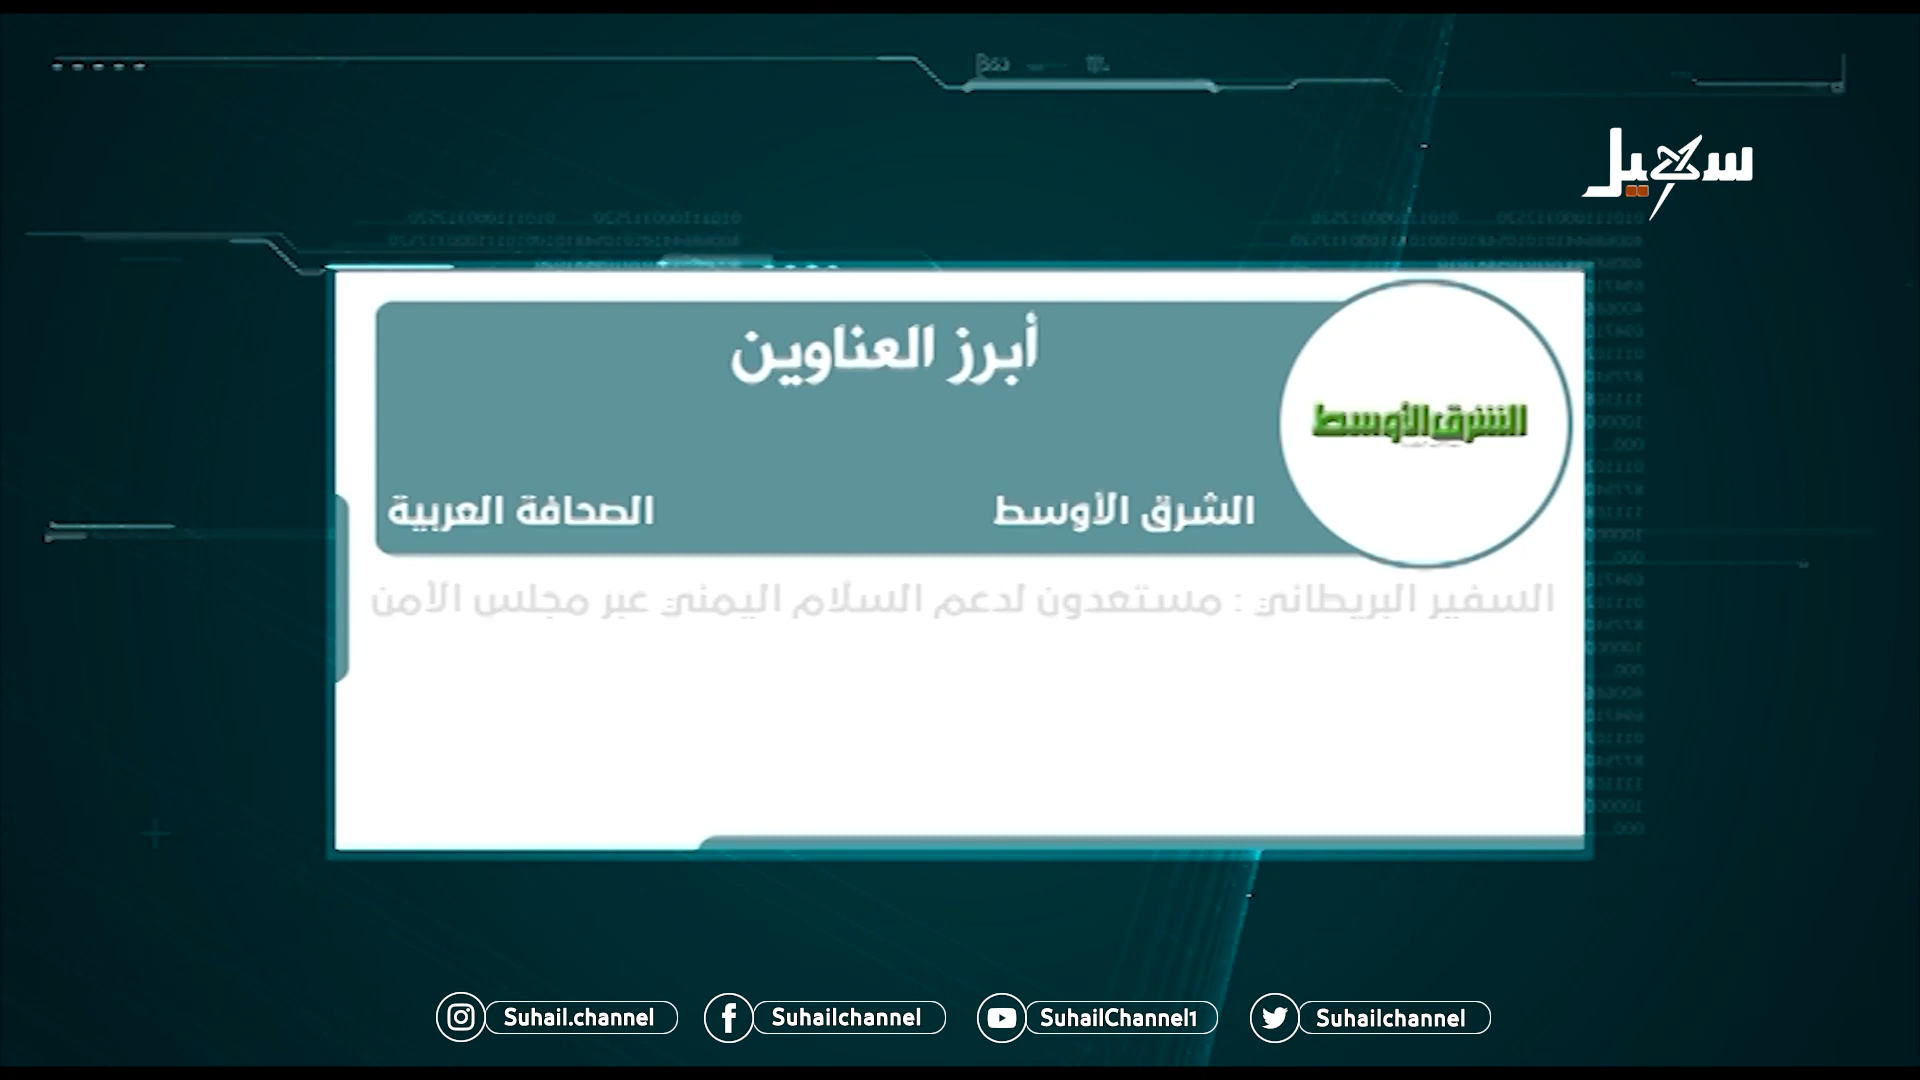 سهيل
أبرز العناوين
الشرق الأوسط
الشرق الأوسط
الصحافة العربية
السفير البريطاني : مستعدون لدعم السلام اليمني عبر مجلس الأمن
Suhail.channel
Suhailchannel
SuhailChannel1
Suhailchannel